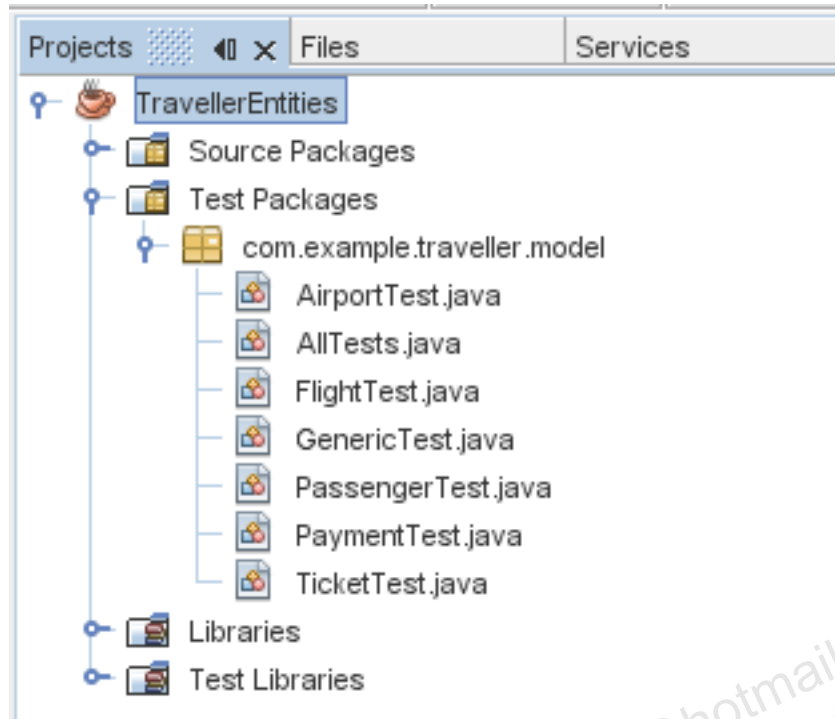 Projects Files Services
TravellerEntities
Source Packages
Test Packages
com.example.traveller.model
AirportTest.java
AllTests.java
FlightTest.java
GenericTest.java
PassengerTest.java
PaymentTest.java
TicketTest.java
Libraries
Test Libraries